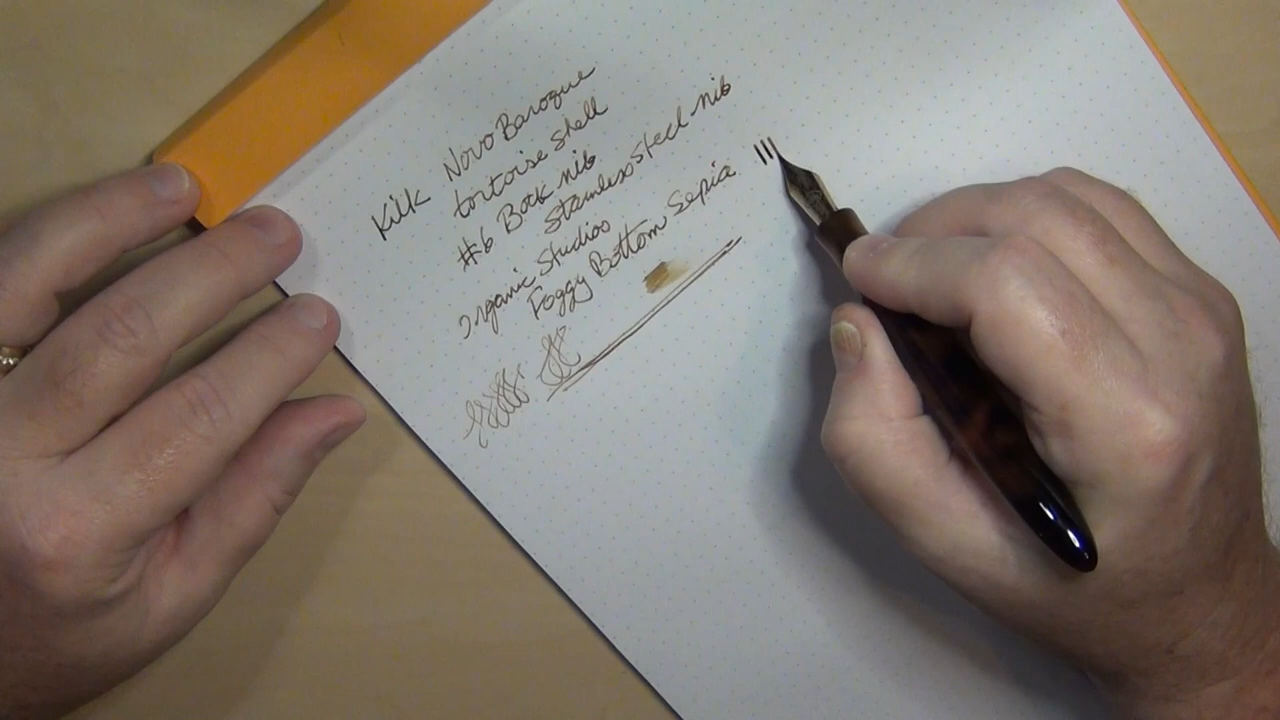 Kilk Novo Baroque
tortoise shell
#6 Bock nib
Stainless Steel nib
Organic Studios
Foggy Bottom Sepia